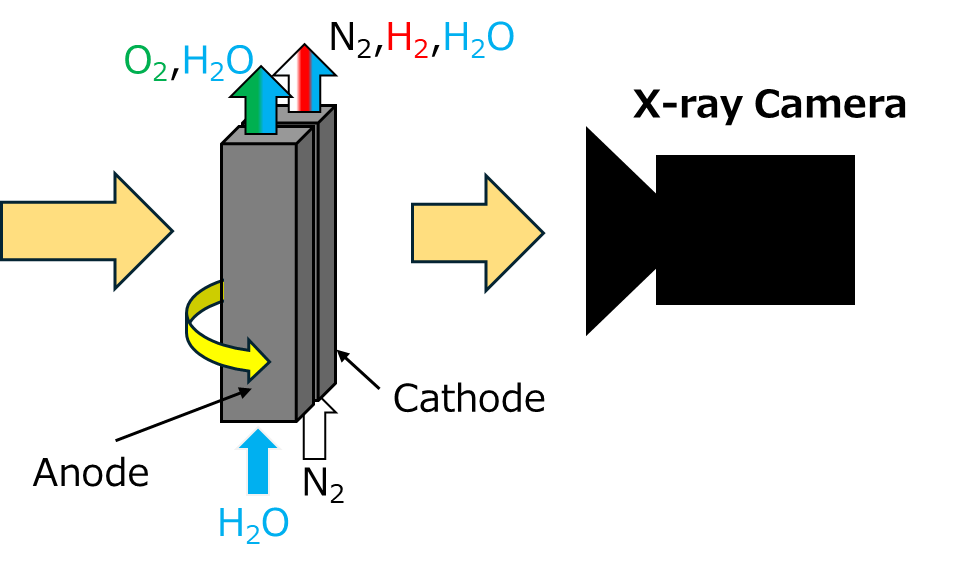 N₂,H₂,H₂O
O₂,H₂O
X-ray Camera
Cathode
Anode
N₂
H₂O